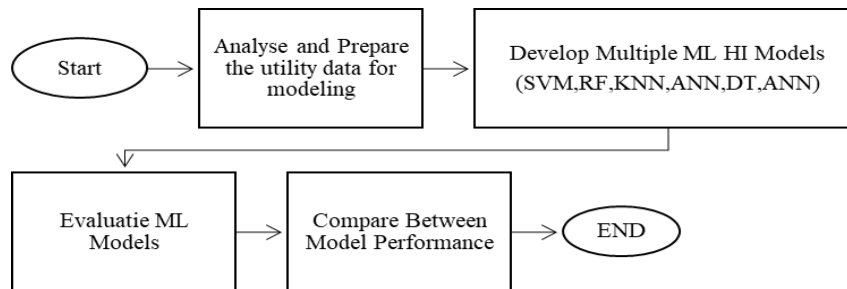 Start
Analyse and Prepare
the utility data for
modeling
Develop Multiple ML HI Models
(SVM,RF,KNN,ANN,DT,ANN)
Evaluatie ML
Models
Compare Between
Model Performance
END